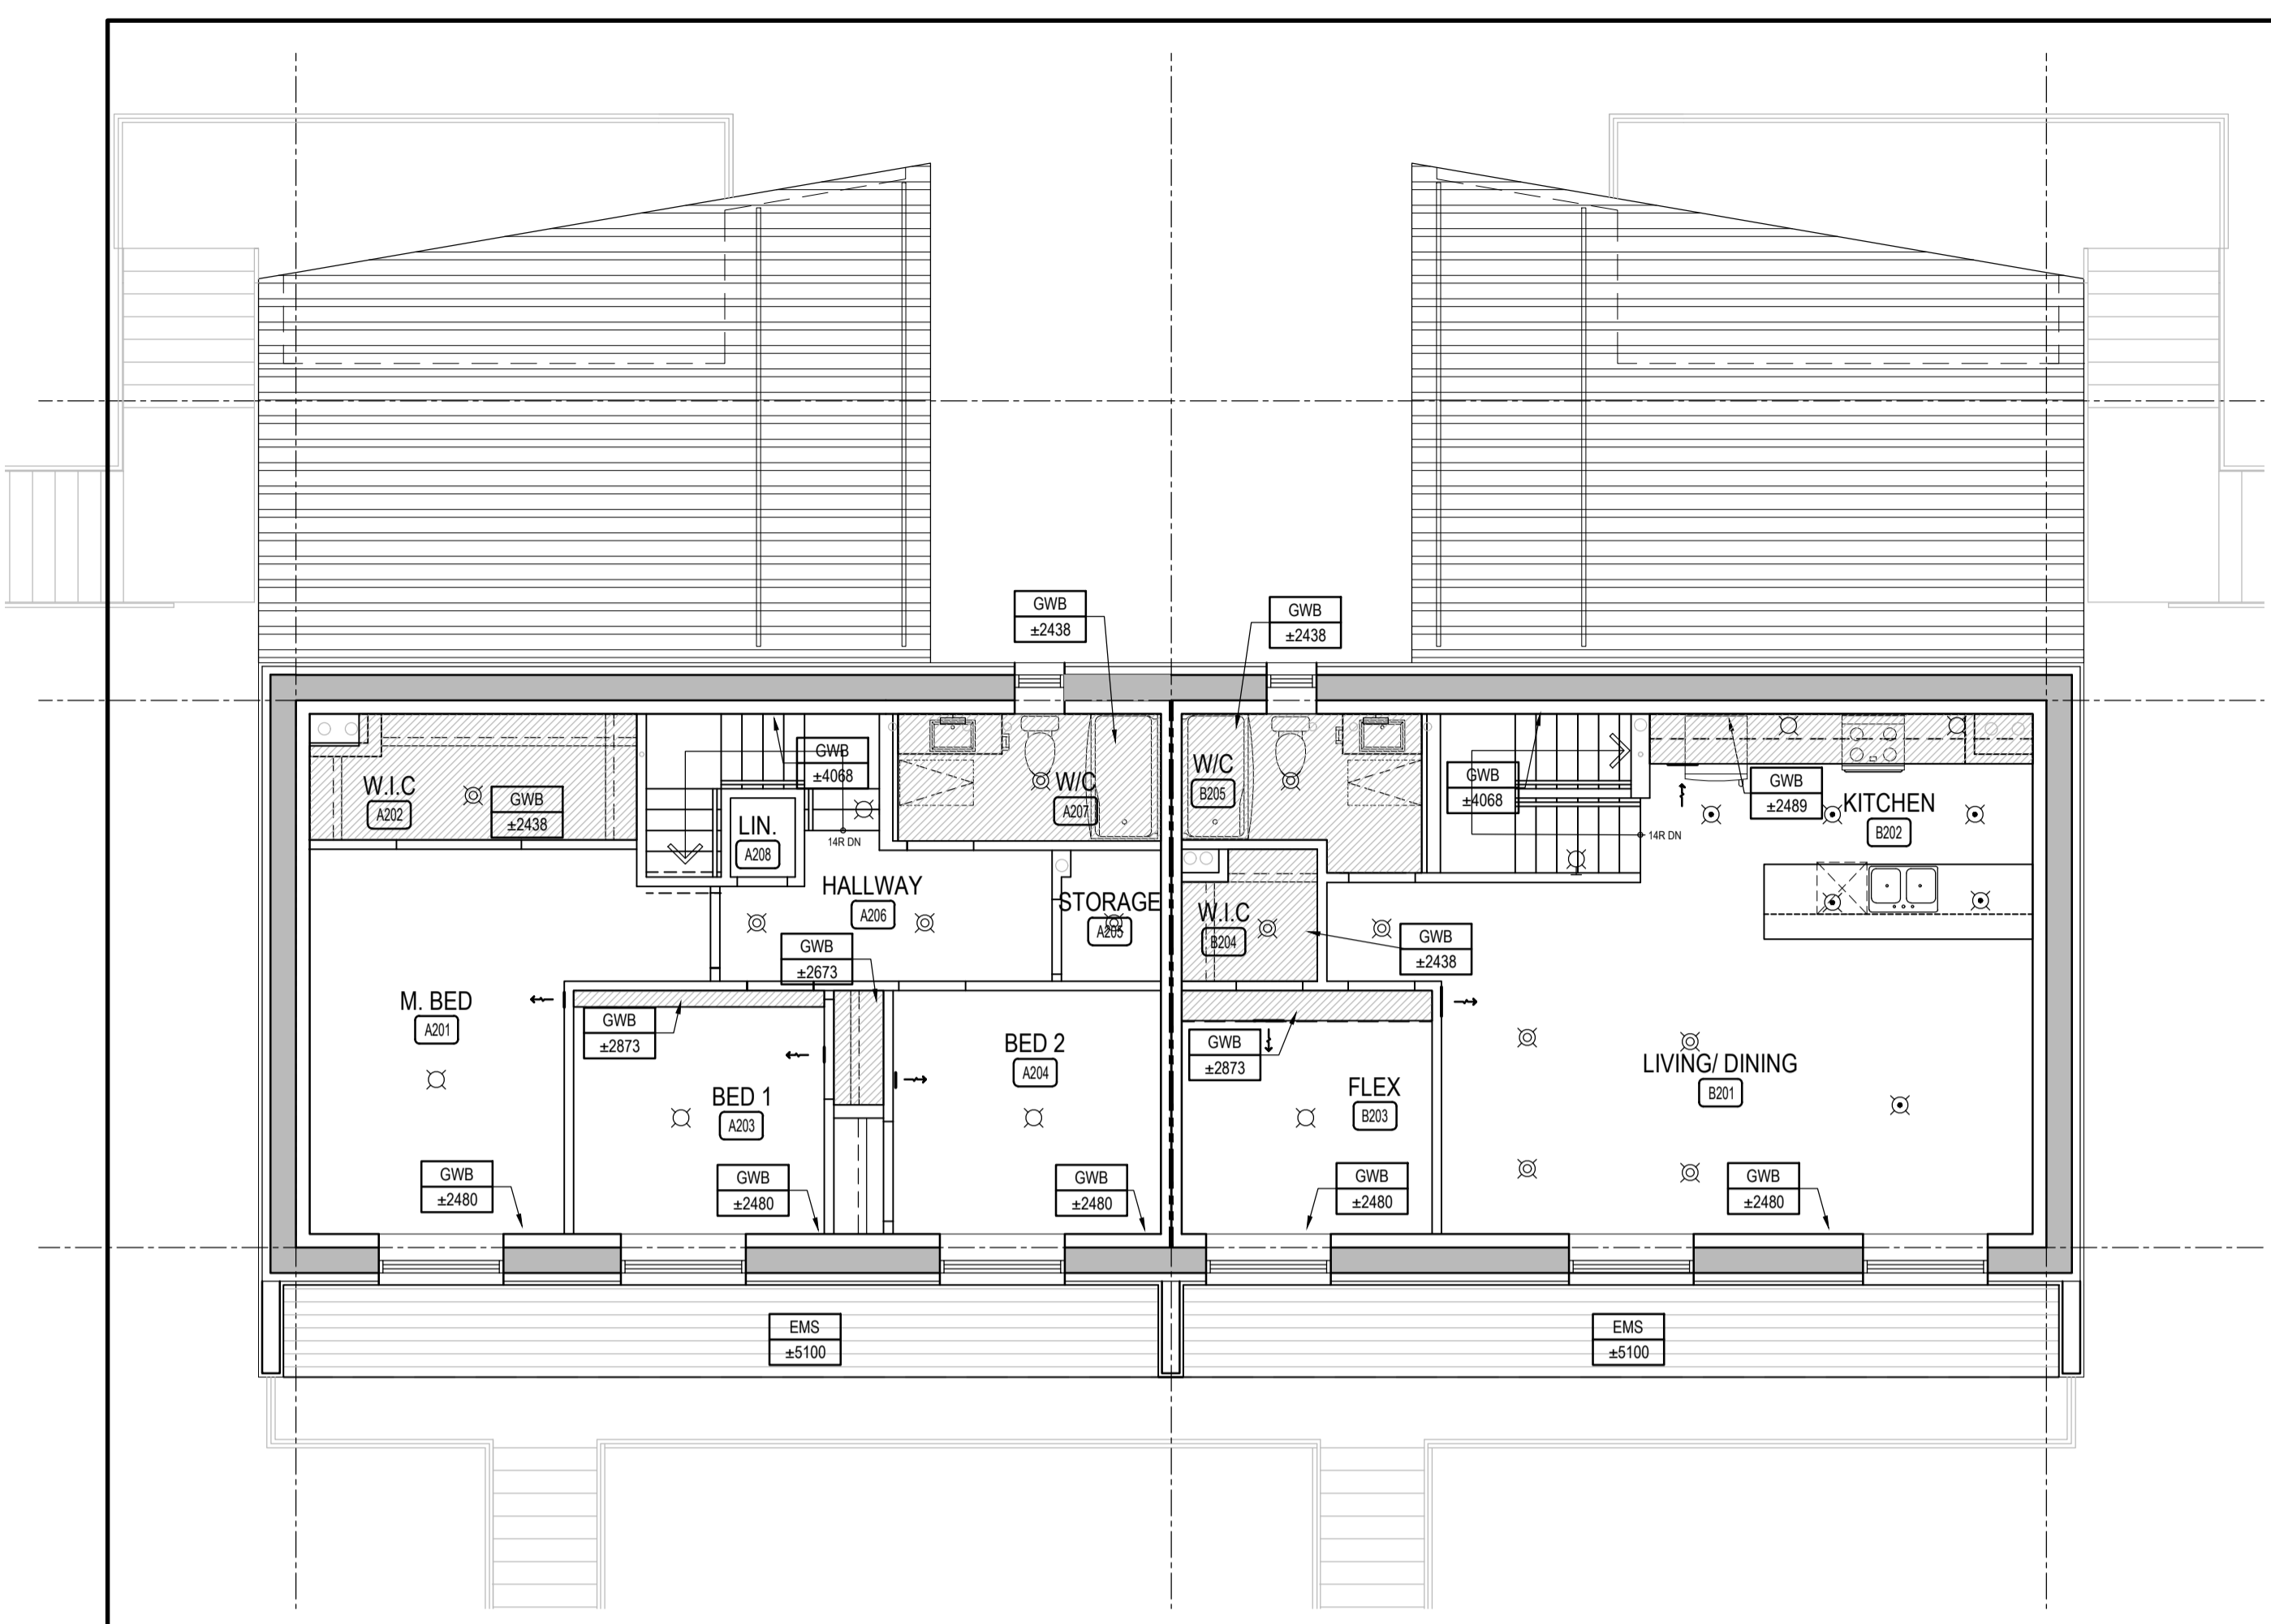 GWB
±2438
GWB
±2438
W.I.C
A202
GWB
±2438
GWB
±4068
LIN.
A208
14R DN
W/C
A207
W/C
B205
GWB
±4068
GWB
±2489
KITCHEN
B202
14R DN
HALLWAY
A206
STORAGE
A205
W.I.C
B204
GWB
±2438
GWB
±2673
M. BED
A201
GWB
±2873
BED 2
A204
GWB
±2873
BED 1
A203
FLEX
B203
LIVING/ DINING
B201
GWB
±2480
GWB
±2480
GWB
±2480
GWB
±2480
GWB
±2480
EMS
±5100
EMS
±5100